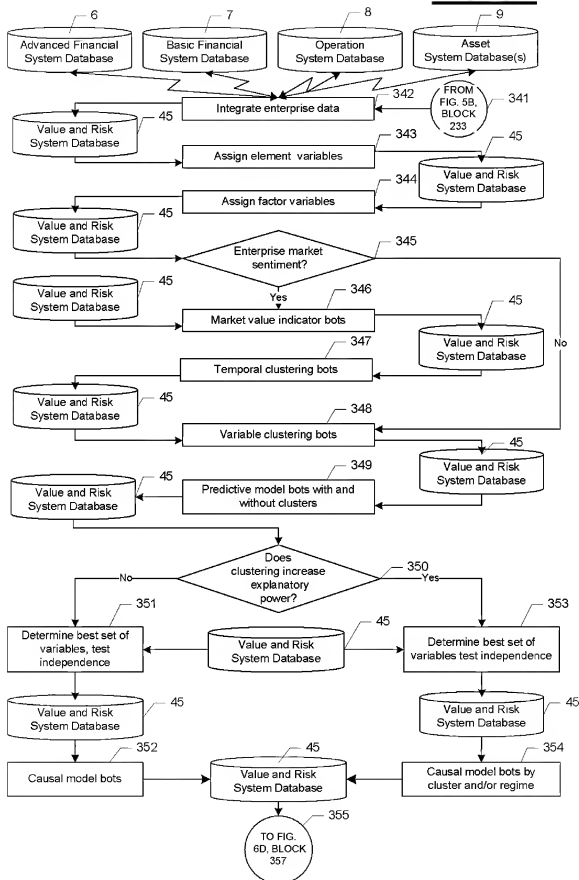 6
7
8
9
Advanced Financial
System Database
Basic Financial
System Database
Operation
System Database
Asset
System Database(s)
342
Integrate enterprise data
FROM
FIG. 5B,
BLOCK
233
341
45
Value and Risk
System Database
343
Assign element variables
45
Value and Risk
System Database
344
Assign factor variables
45
Value and Risk
System Database
345
Enterprise market
sentiment?
Yes
No
45
Value and Risk
System Database
346
Market value indicator bots
45
Value and Risk
System Database
347
Temporal clustering bots
45
Value and Risk
System Database
348
Variable clustering bots
45
Value and Risk
System Database
349
Predictive model bots with and
without clusters
45
Value and Risk
System Database
Does
clustering increase
explanatory
power?
350
No
Yes
351
Determine best set of
variables, test
independence
45
Value and Risk
System Database
353
Determine best set of
variables test independence
45
Value and Risk
System Database
45
Value and Risk
System Database
352
Causal model bots
45
Value and Risk
System Database
354
Causal model bots by
cluster and/or regime
355
TO FIG.
6D, BLOCK
357